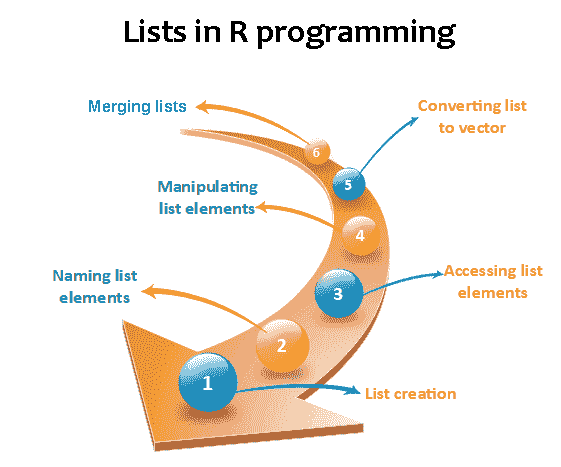 Lists in R programming
Merging lists
Converting list
to vector
6
5
Manipulating
list elements
4
Naming list
elements
3
Accessing list
elements
2
1
List creation